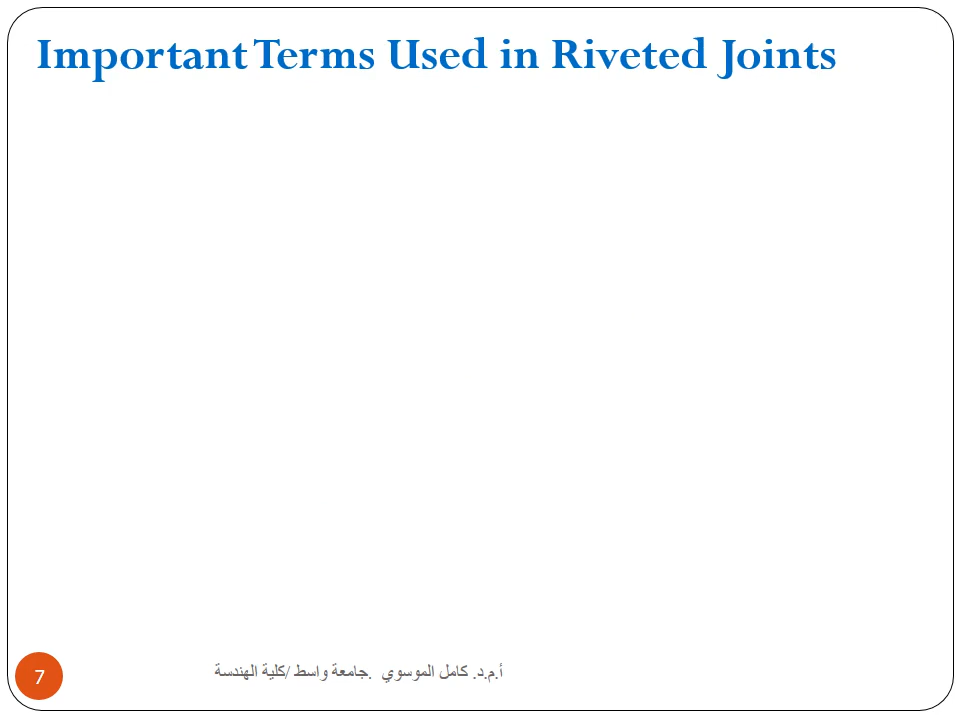 Important Terms Used in Riveted Joints
7
أ.م.د. كامل الموسوي .جامعة واسط /كلية الهندسة